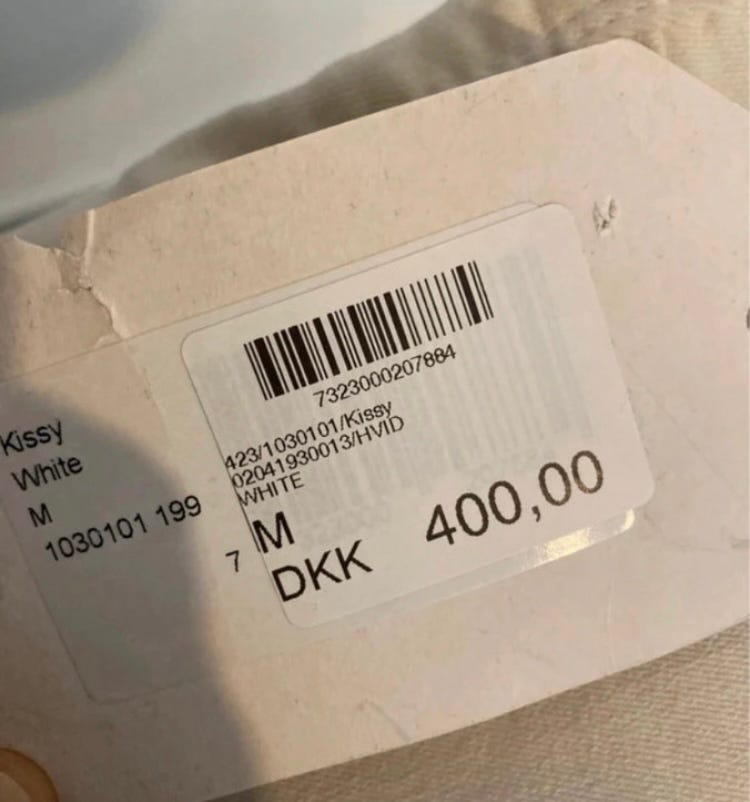 7323000207884
423/1030101/Kissy
02041930013/HVID
WHITE
M
DKK 400,00
Kissy
White
M
1030101 199
7